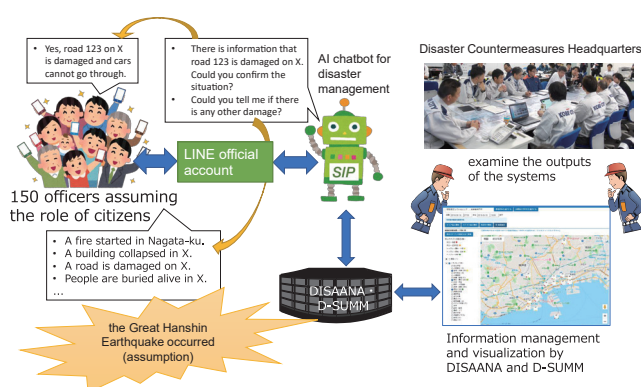 • Yes, road 123 on X
is damaged and cars
cannot go through.
• There is information that
road 123 is damaged on X.
Could you confirm the
situation?
• Could you tell me if there
is any other damage?
AI chatbot for
disaster
management
Disaster Countermeasures Headquarters
LINE official
account
SIP
examine the outputs
of the systems
150 officers assuming
the role of citizens
• A fire started in Nagata-ku.
• A building collapsed in X.
• A road is damaged on X.
• People are buried alive in X.
...
DISAANA・
D-SUMM
the Great Hanshin
Earthquake occurred
(assumption)
Information management
and visualization by
DISAANA and D-SUMM